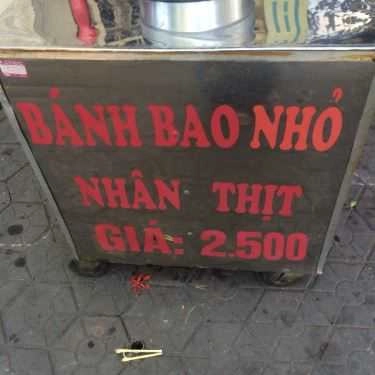 BÁNH BAO NHỎ
NHÂN THỊT
GIÁ: 2.500